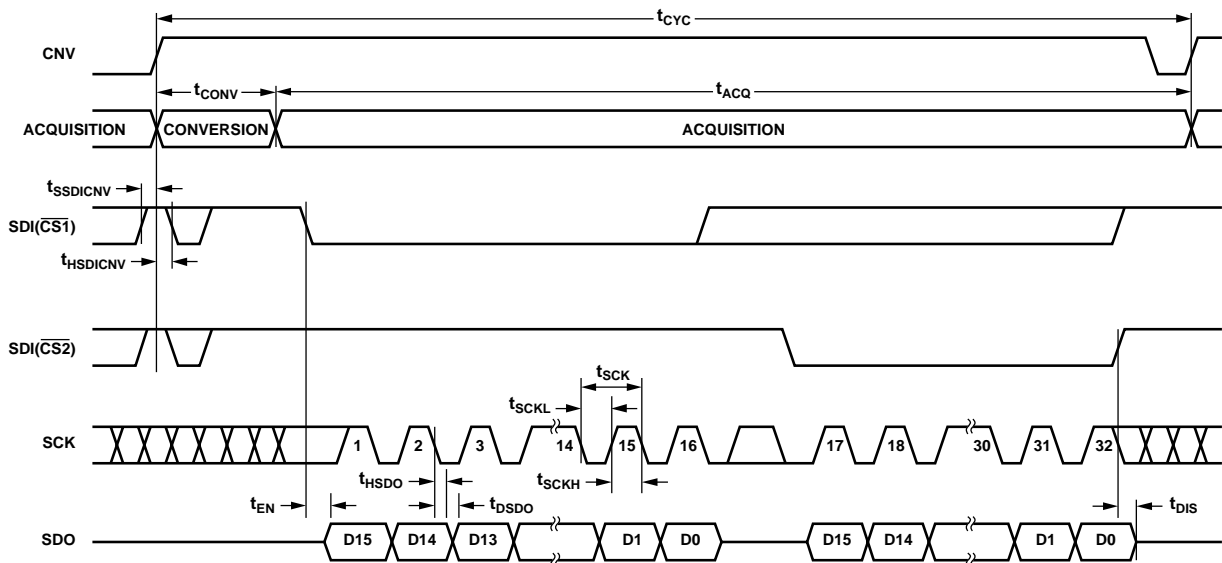 tCYC
CNV
tCONV
tACQ
ACQUISITION
CONVERSION
ACQUISITION
tSSDICNV
SDI(CS1)
tHSDICNV
SDI(CS2)
tSCK
tSCKL
SCK
1 2 3 14 15 16 17 18 30 31 32
tHSDO
tSCKH
tEN
tDSDO
tDIS
SDO
D15 D14 D13 D1 D0 D15 D14 D1 D0